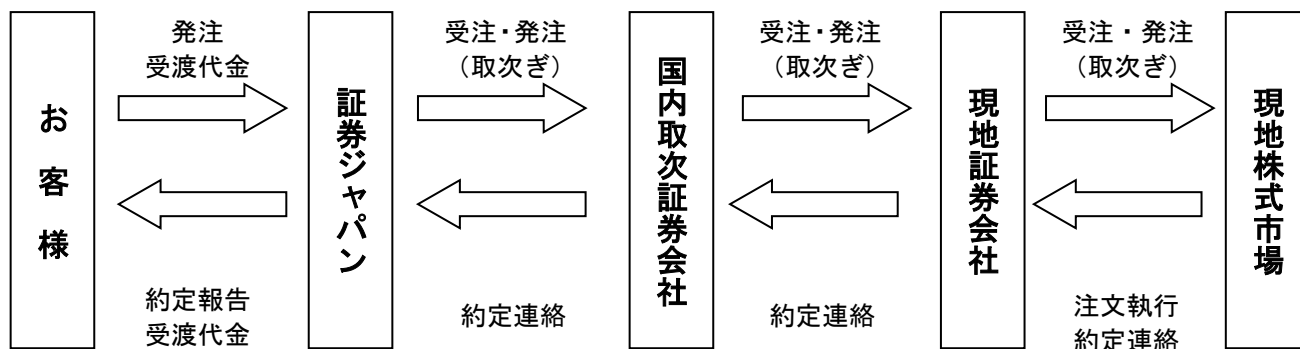 お客様
発注
受渡代金
約定報告
受渡代金
証券ジャパン
受注・発注
(取次ぎ)
約定連絡
国内取次証券会社
受注・発注
(取次ぎ)
約定連絡
現地証券会社
受注・発注
(取次ぎ)
注文執行
約定連絡
現地株式市場